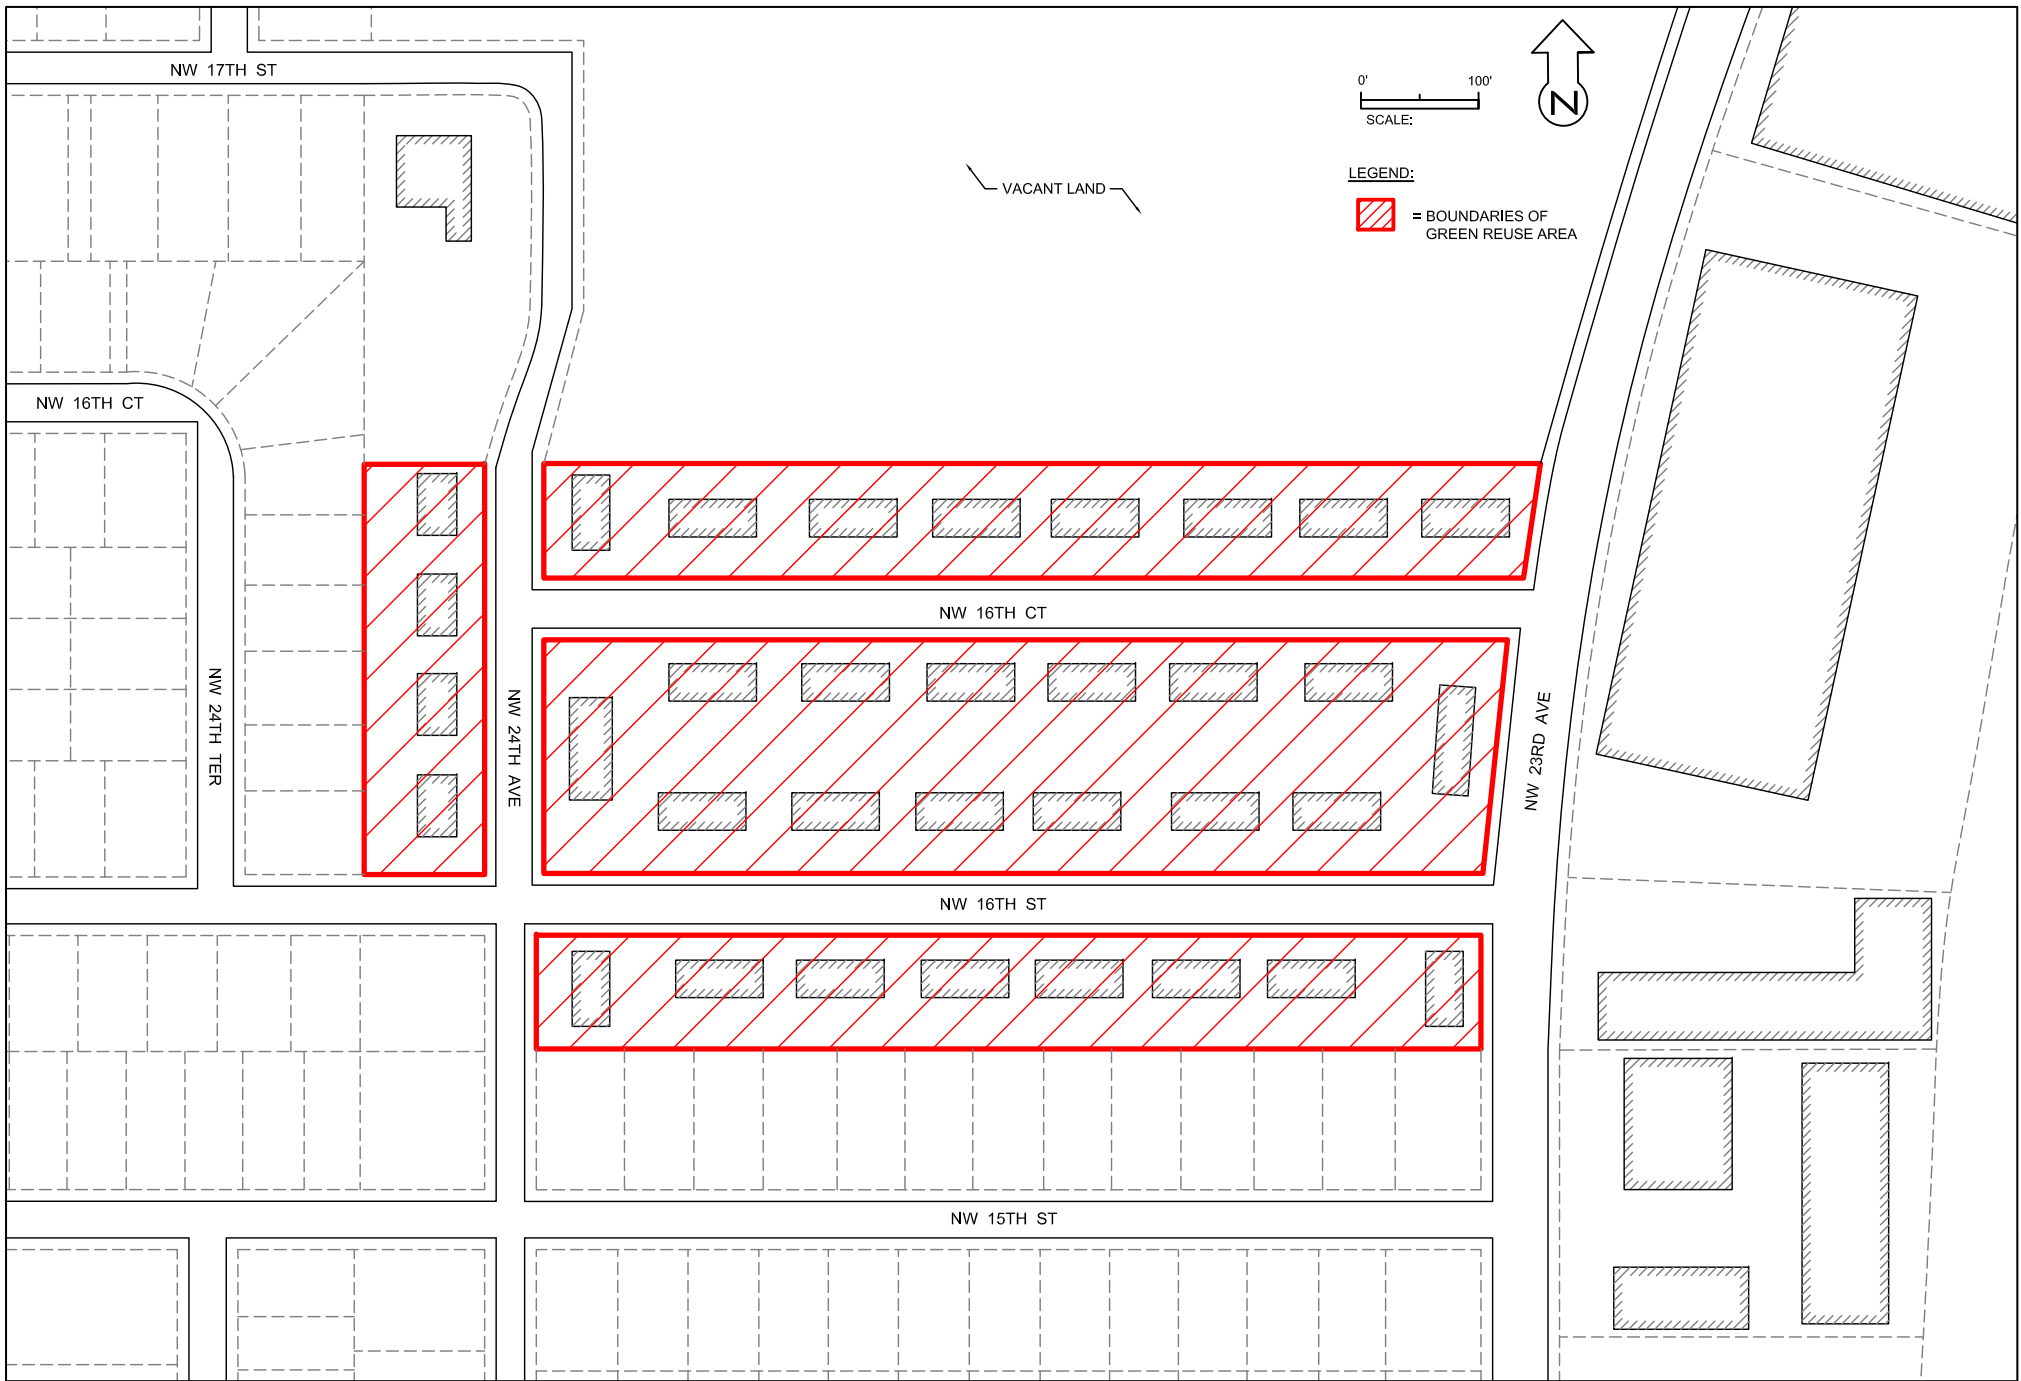 NW 17TH ST
0' 100'
SCALE:
N
VACANT LAND
LEGEND:
= BOUNDARIES OF
GREEN REUSE AREA
NW 16TH CT
NW 16TH CT
NW 24TH TER
NW 24TH AVE
NW 23RD AVE
NW 16TH ST
NW 15TH ST